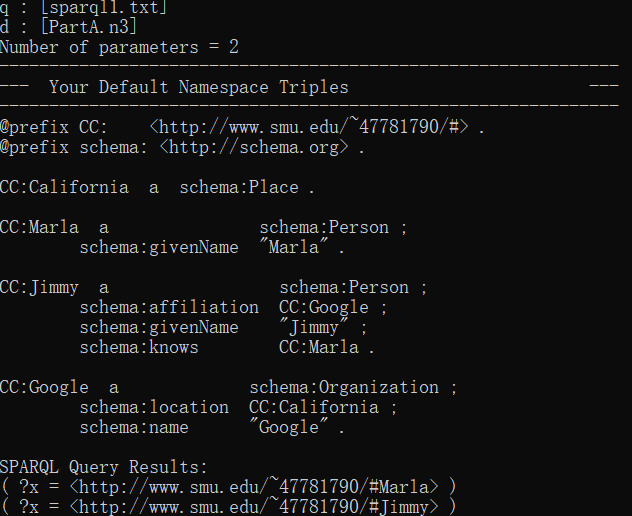 q : [sparql1.txt]
d : [PartA.n3]
Number of parameters = 2
--------------------------------------------------------------
---  Your Default Namespace Triples                        ---
--------------------------------------------------------------
@prefix CC:    <http://www.smu.edu/~47781790/#> .
@prefix schema: <http://schema.org> .

CC:California  a  schema:Place .

CC:Marla  a               schema:Person ;
        schema:givenName  "Marla" .

CC:Jimmy  a                 schema:Person ;
        schema:affiliation  CC:Google ;
        schema:givenName    "Jimmy" ;
        schema:knows        CC:Marla .

CC:Google  a             schema:Organization ;
        schema:location  CC:California ;
        schema:name      "Google" .

SPARQL Query Results:
( ?x = <http://www.smu.edu/~47781790/#Marla> )
( ?x = <http://www.smu.edu/~47781790/#Jimmy> )